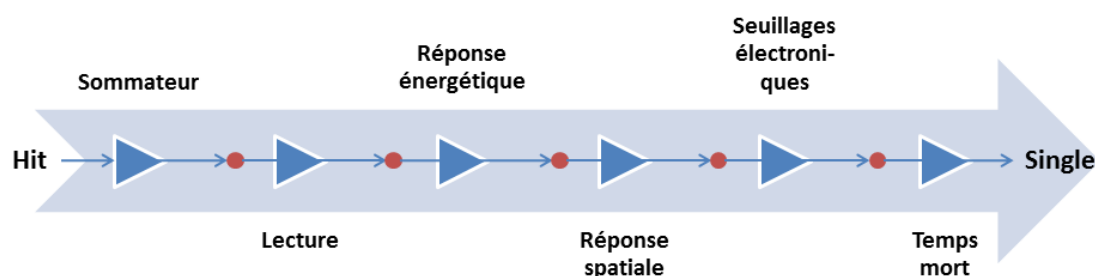 Sommateur
Réponse
énergétique
Seuillages
électroni-
ques
Hit
Single
Lecture
Réponse
spatiale
Temps
mort